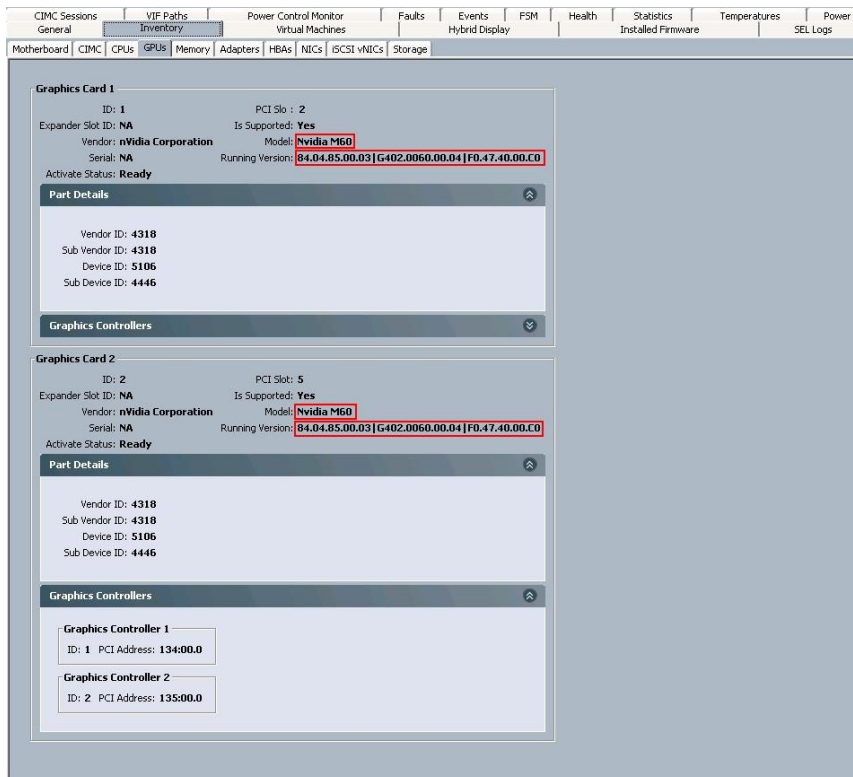 CIMC Sessions VIF Paths Power Control Monitor Faults Events FSM Health Statistics Temperatures Power
General Inventory Virtual Machines Hybrid Display Installed Firmware SEL Logs
Motherboard CIMC CPUs GPUs Memory Adapters HBAs NICs iSCSI vNICs Storage
Graphics Card 1
ID: 1 PCI Slo : 2
Expander Slot ID: NA Is Supported: Yes
Vendor: nVidia Corporation Model: Nvidia M60
Serial: NA Running Version: 84.04.85.00.03|G402.0060.00.04|F0.47.40.00.C0
Activate Status: Ready
Part Details
Vendor ID: 4318
Sub Vendor ID: 4318
Device ID: 5106
Sub Device ID: 4446
Graphics Controllers
Graphics Card 2
ID: 2 PCI Slot: 5
Expander Slot ID: NA Is Supported: Yes
Vendor: nVidia Corporation Model: Nvidia M60
Serial: NA Running Version: 84.04.85.00.03|G402.0060.00.04|F0.47.40.00.C0
Activate Status: Ready
Part Details
Vendor ID: 4318
Sub Vendor ID: 4318
Device ID: 5106
Sub Device ID: 4446
Graphics Controllers
Graphics Controller 1
ID: 1 PCI Address: 134:00.0
Graphics Controller 2
ID: 2 PCI Address: 135:00.0